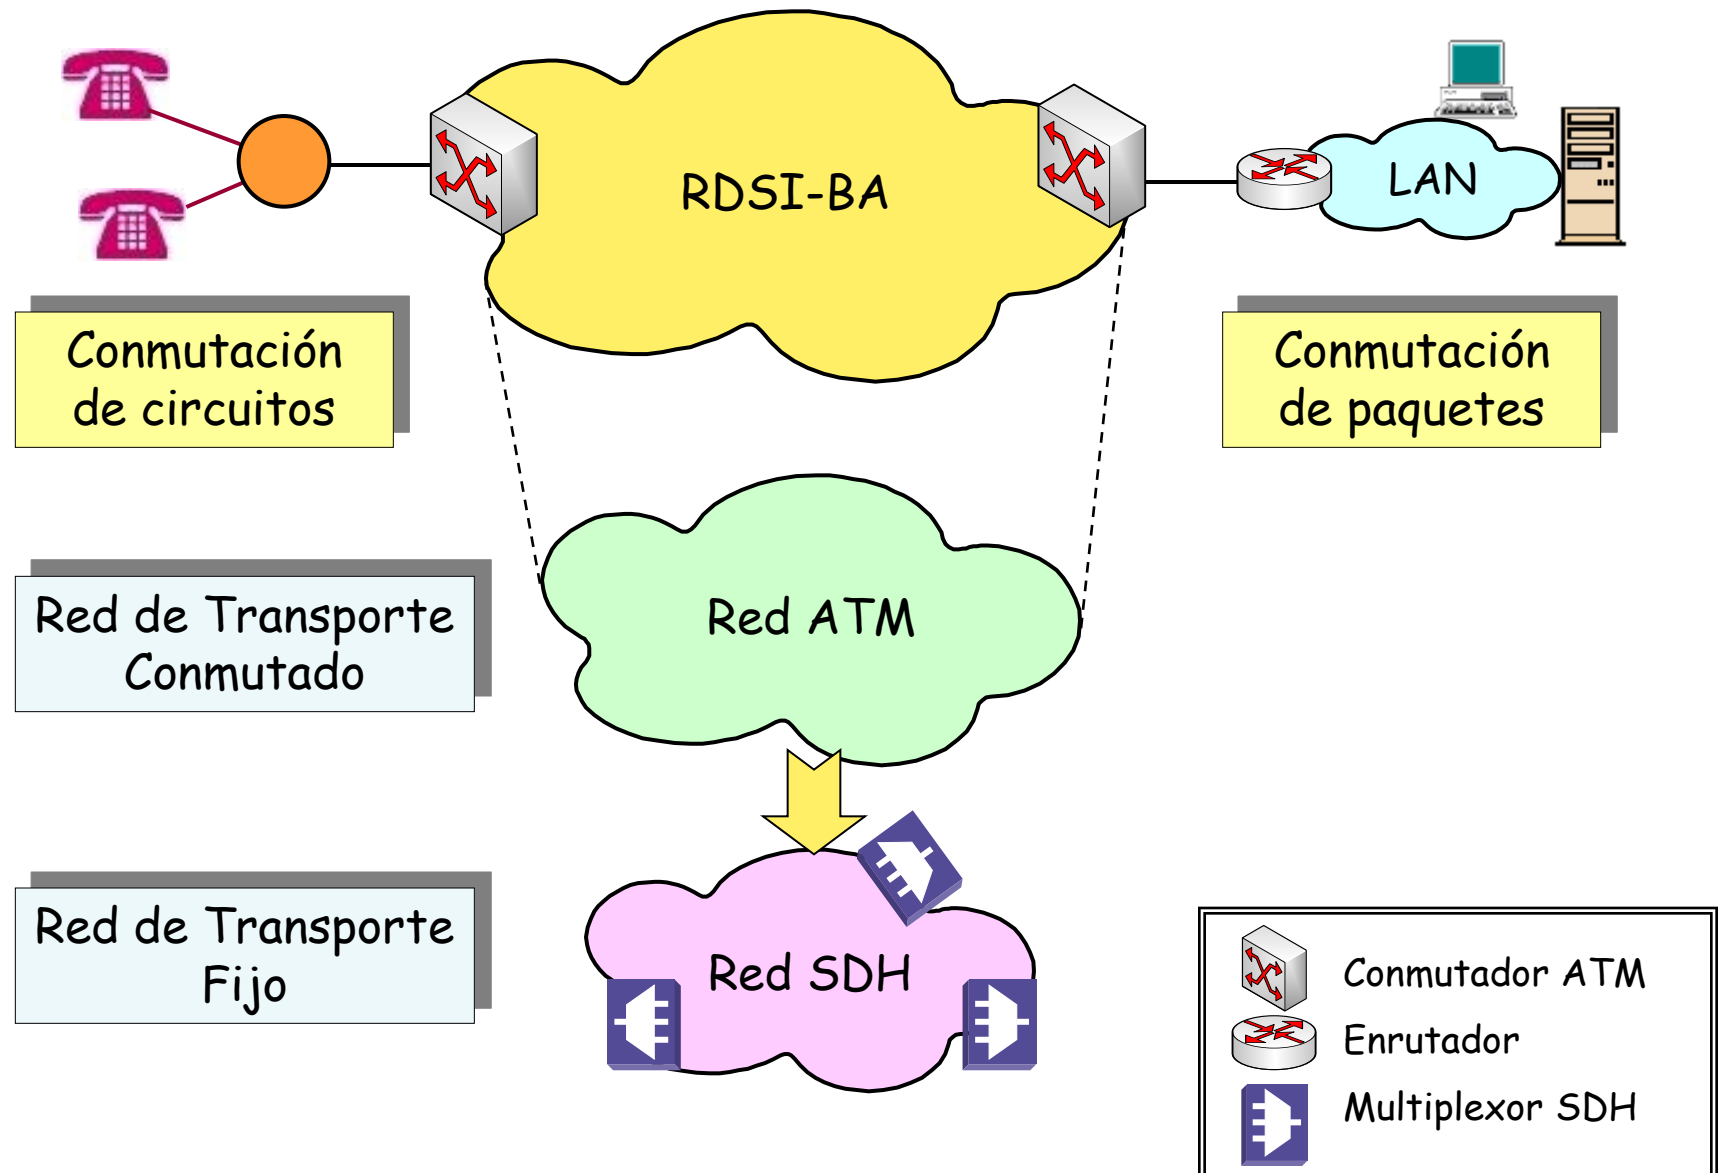 RDSI-BA
LAN
Conmutación
de circuitos
Conmutación
de paquetes
Red de Transporte
Conmutado
Red ATM
Red de Transporte
Fijo
Red SDH
Conmutador ATM
Enrutador
Multiplexor SDH